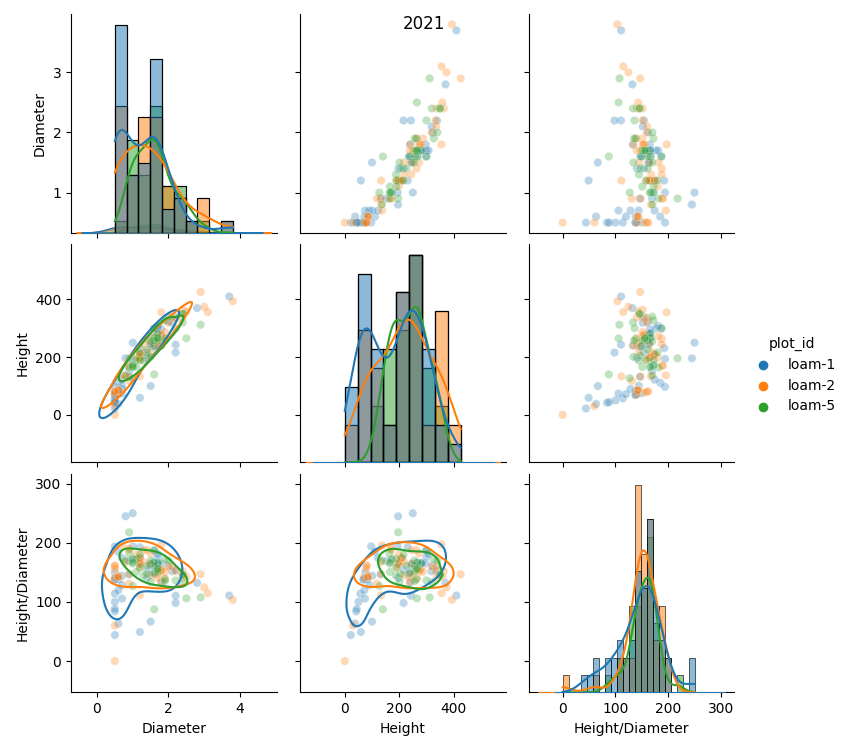 2021
Diameter
3
2
1
Height
400
200
0
plot_id
loam-1
loam-2
loam-5
Height/Diameter
300
200
100
0
0 2 4
0 200 400
0 100 200 300
Diameter
Height
Height/Diameter